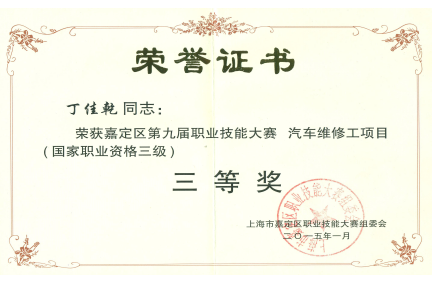 荣誉证书
丁佳乾 同志：
荣获嘉定区第九届职业技能大赛 汽车维修工项目
（国家职业资格三级）
三等奖
上海市嘉定区职业技能大赛组委会
二〇一五年一月